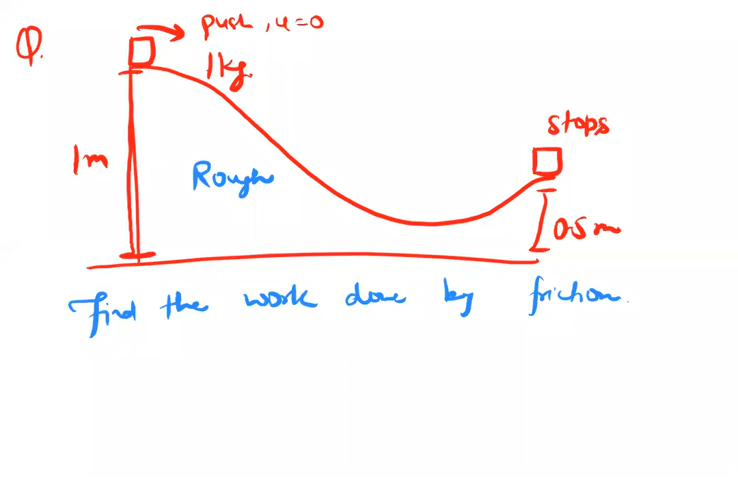 Q.
push, u=0
1kg
stops
1m
Rough
0.5m
Find the work done by friction.